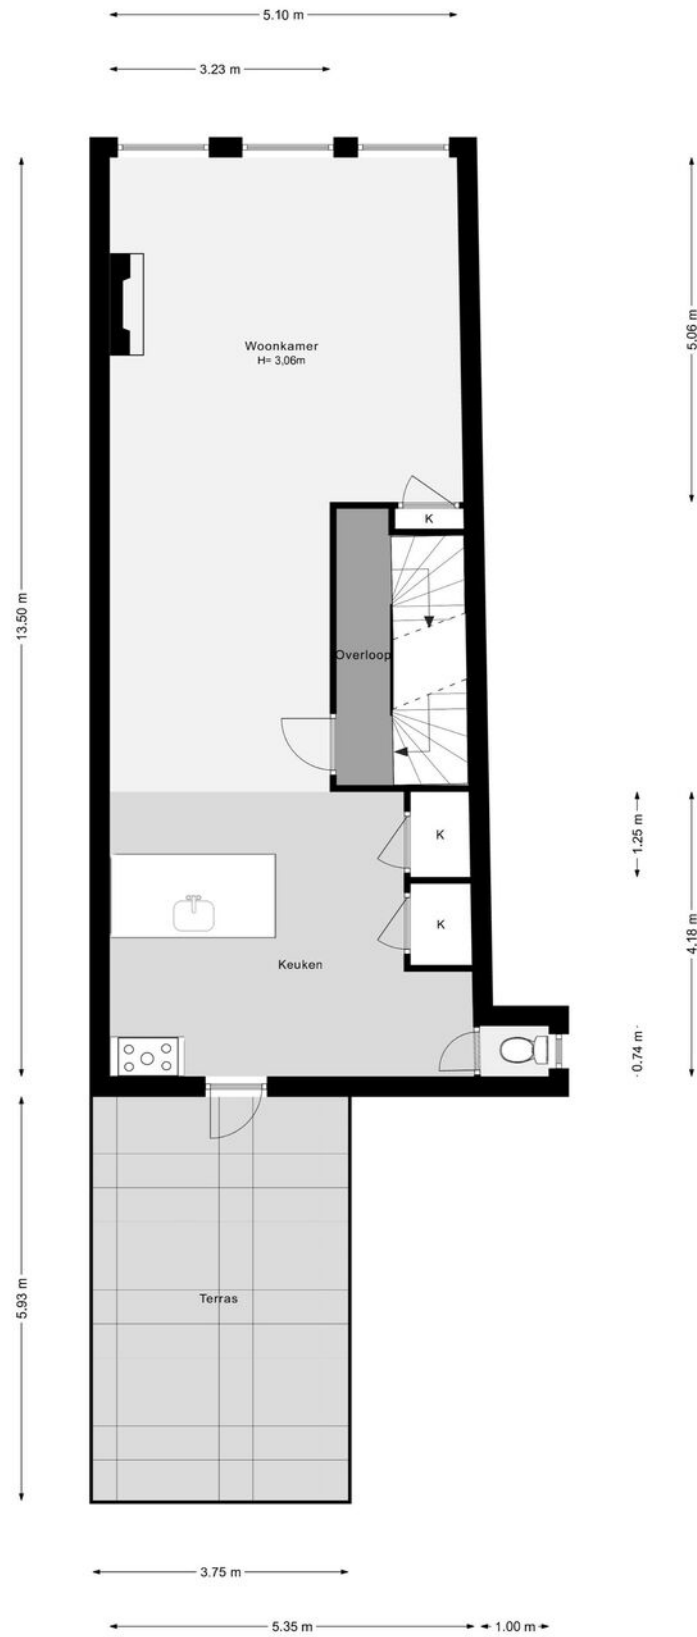 5.10 m
3.23 m
Woonkamer
H= 3,06m
5.06 m
K
13.50 m
Overloop
K
1.25 m
K
4.18 m
Keuken
0.74 m
Terras
5.93 m
3.75 m
5.35 m
1.00 m